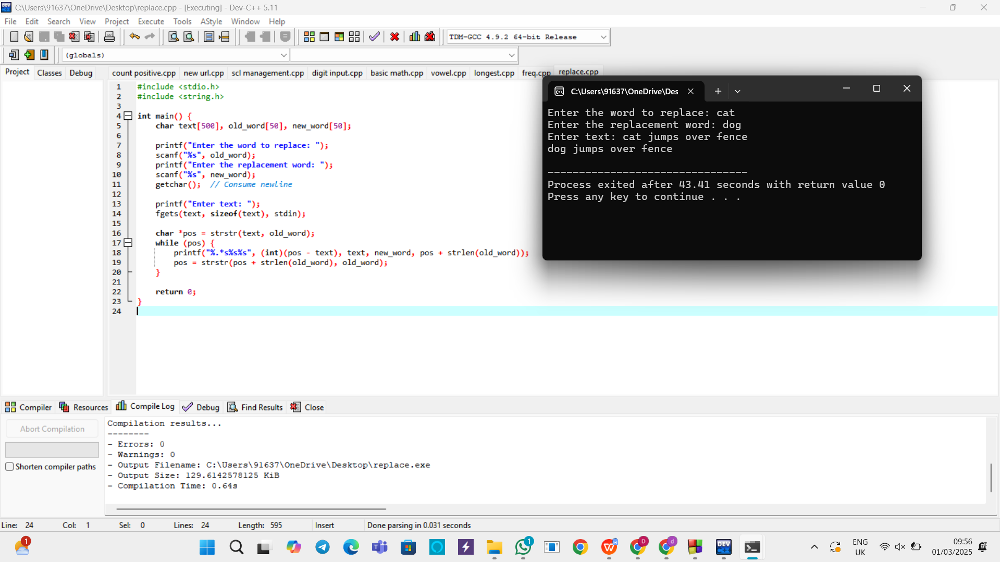 C:\Users\91637\OneDrive\Desktop\replace.cpp - [Executing] - Dev-C++ 5.11
File Edit Search View Project Execute Tools AStyle Window Help
TDM-GCC 4.9.2 64-bit Release
(globals)
Project Classes Debug
count positive.cpp new url.cpp scl management.cpp digit input.cpp basic math.cpp vowel.cpp longest.cpp freq.cpp replace.cpp
1 #include <stdio.h>
2 #include <string.h>
3
4 int main() {
5 char text[500], old_word[50], new_word[50];
6
7 printf("Enter the word to replace: ");
8 scanf("%s", old_word);
9 printf("Enter the replacement word: ");
10 scanf("%s", new_word);
11 getchar(); // Consume newline
12
13 printf("Enter text: ");
14 fgets(text, sizeof(text), stdin);
15
16 char *pos = strstr(text, old_word);
17 while (pos) {
18 printf("%.*s%s%s", (int)(pos - text), text, new_word, pos + strlen(old_word));
19 pos = strstr(pos + strlen(old_word), old_word);
20 }
21
22 return 0;
23 }
24
C:\Users\91637\OneDrive\Des
Enter the word to replace: cat
Enter the replacement word: dog
Enter text: cat jumps over fence
dog jumps over fence
--------------------------------
Process exited after 43.41 seconds with return value 0
Press any key to continue . . .
Compiler Resources Compile Log Debug Find Results Close
Abort Compilation
Shorten compiler paths
Compilation results...
--------
- Errors: 0
- Warnings: 0
- Output Filename: C:\Users\91637\OneDrive\Desktop\replace.exe
- Output Size: 129.6142578125 KiB
- Compilation Time: 0.64s
Line: 24 Col: 1 Sel: 0 Lines: 24 Length: 595 Insert Done parsing in 0.031 seconds
1
1
W
D
d
DEV
C++
ENG
UK
09:56
01/03/2025